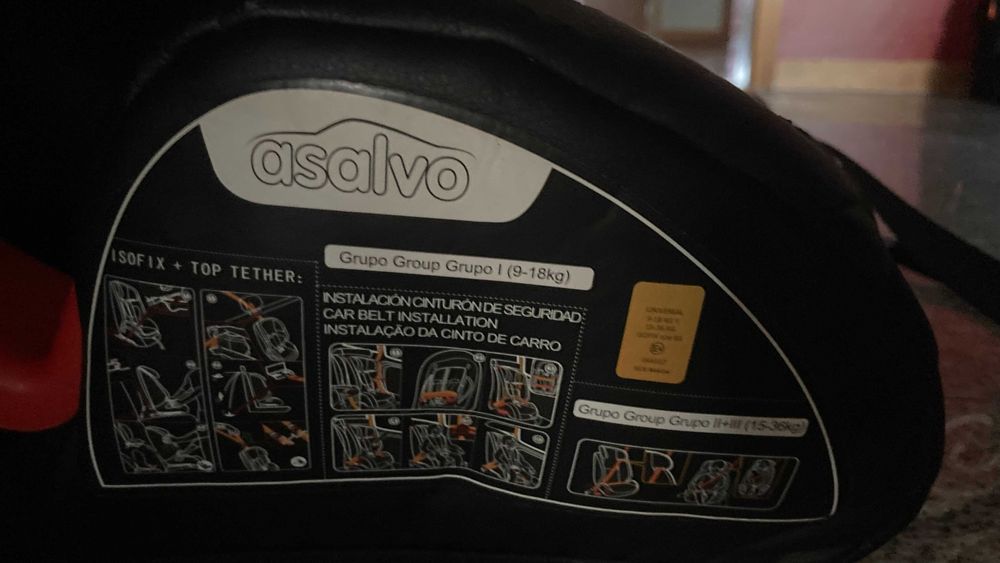 asalvo
ISOFIX + TOP TETHER:
Grupo Group Grupo I (9-18kg)
INSTALACIÓN CINTURÓN DE SEGURIDAD
CAR BELT INSTALLATION
INSTALAÇÃO DA CINTO DE CARRO
UNIVERSAL
Grupo Group Grupo II+III (15-36kg)